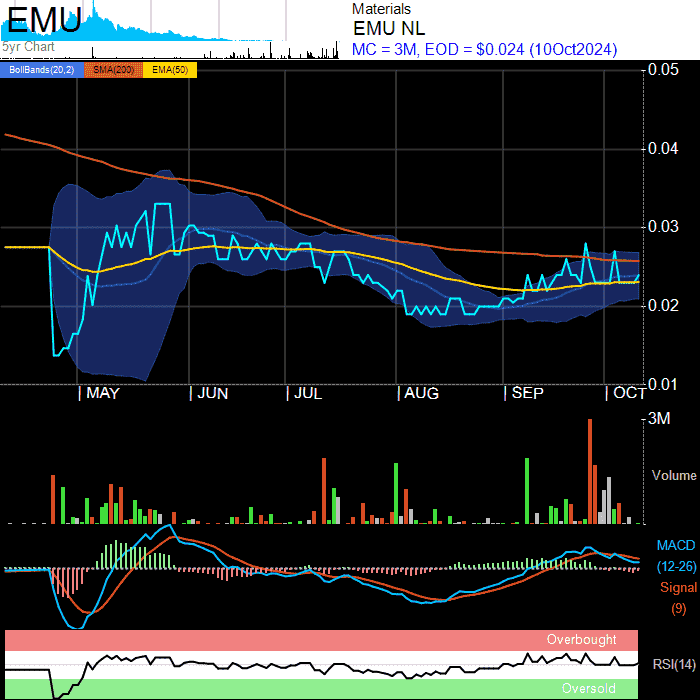 EMU
5yr Chart
Materials
EMU NL
MC = 3M, EOD = $0.024 (10Oct2024)
BollBands(20,2) SMA(200) EMA(50)
0.05
0.04
0.03
0.02
0.01
| MAY | JUN | JUL | AUG | SEP | OCT
3M
Volume
MACD
(12-26)
Signal
(9)
Overbought
RSI(14)
Oversold